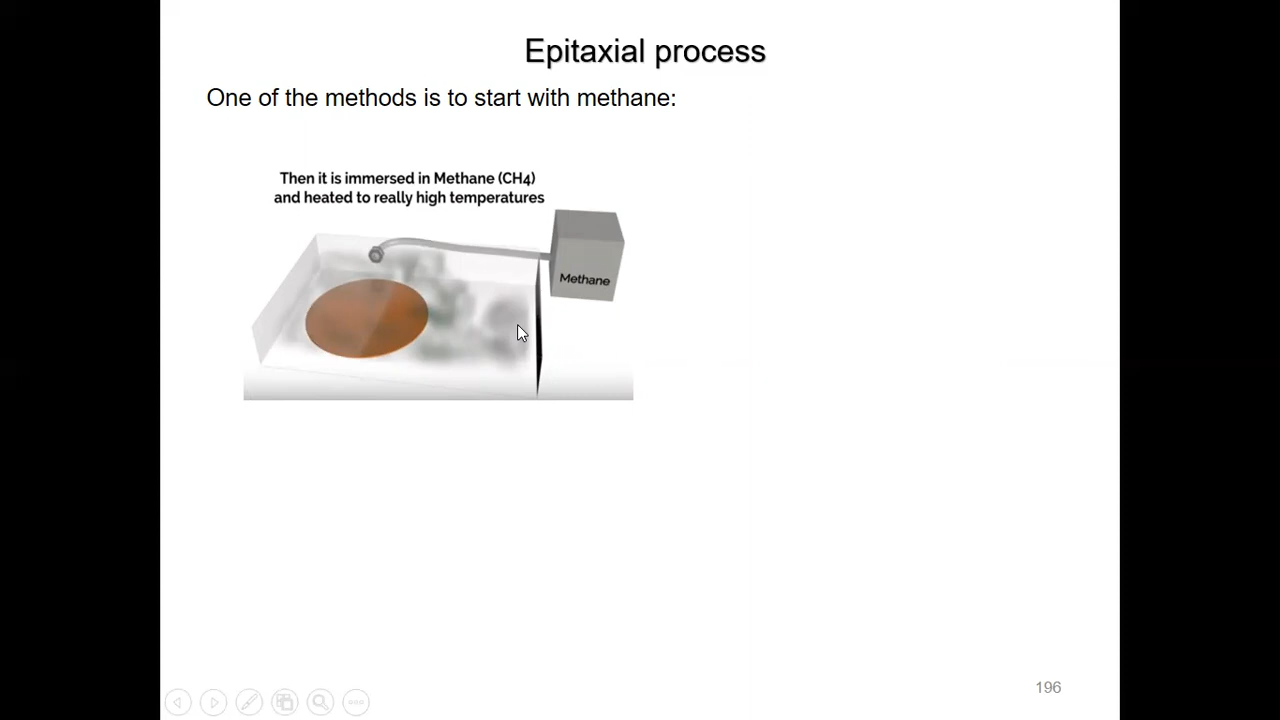 Epitaxial process
One of the methods is to start with methane:
Then it is immersed in Methane (CH4)
and heated to really high temperatures
Methane
196